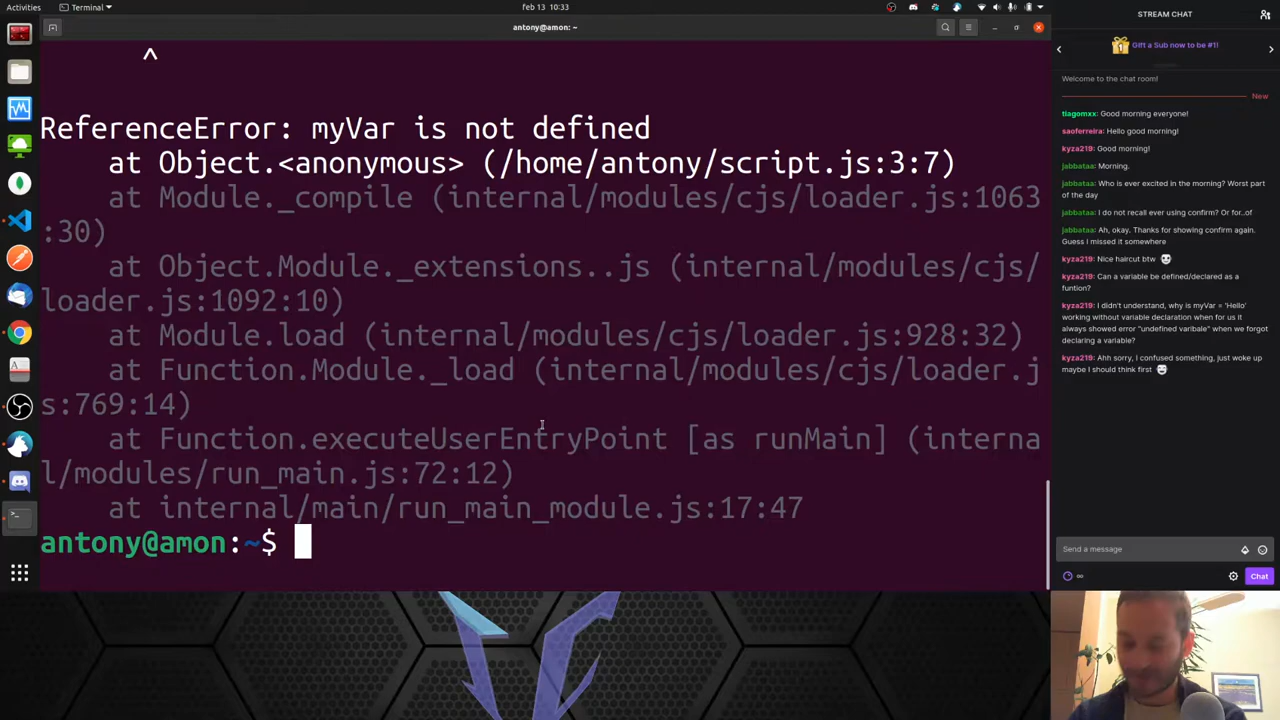 Activities
Terminal
feb 13 10:33
antony@amon: ~
^
ReferenceError: myVar is not defined
at Object.<anonymous> (/home/antony/script.js:3:7)
at Module._compile (internal/modules/cjs/loader.js:1063
:30)
at Object.Module._extensions..js (internal/modules/cjs/
loader.js:1092:10)
at Module.load (internal/modules/cjs/loader.js:928:32)
at Function.Module._load (internal/modules/cjs/loader.j
s:769:14)
at Function.executeUserEntryPoint [as runMain] (interna
l/modules/run_main.js:72:12)
at internal/main/run_main_module.js:17:47
antony@amon:~$
STREAM CHAT
Gift a Sub now to be #1!
Welcome to the chat room!
New
tiagomxx: Good morning everyone!
saoferreira: Hello good morning!
kyza219: Good morning!
jabbataa: Morning.
jabbataa: Who is ever excited in the morning? Worst part
of the day
jabbataa: I do not recall ever using confirm? Or for..of
jabbataa: Ah, okay. Thanks for showing confirm again.
Guess I missed it somewhere
kyza219: Nice haircut btw
kyza219: Can a variable be defined/declared as a
funtion?
kyza219: I didn't understand, why is myVar = 'Hello'
working without variable declaration when for us it
always showed error "undefined varibale" when we forgot
declaring a variable?
kyza219: Ahh sorry, I confused something, just woke up
maybe I should think first
Send a message
Chat